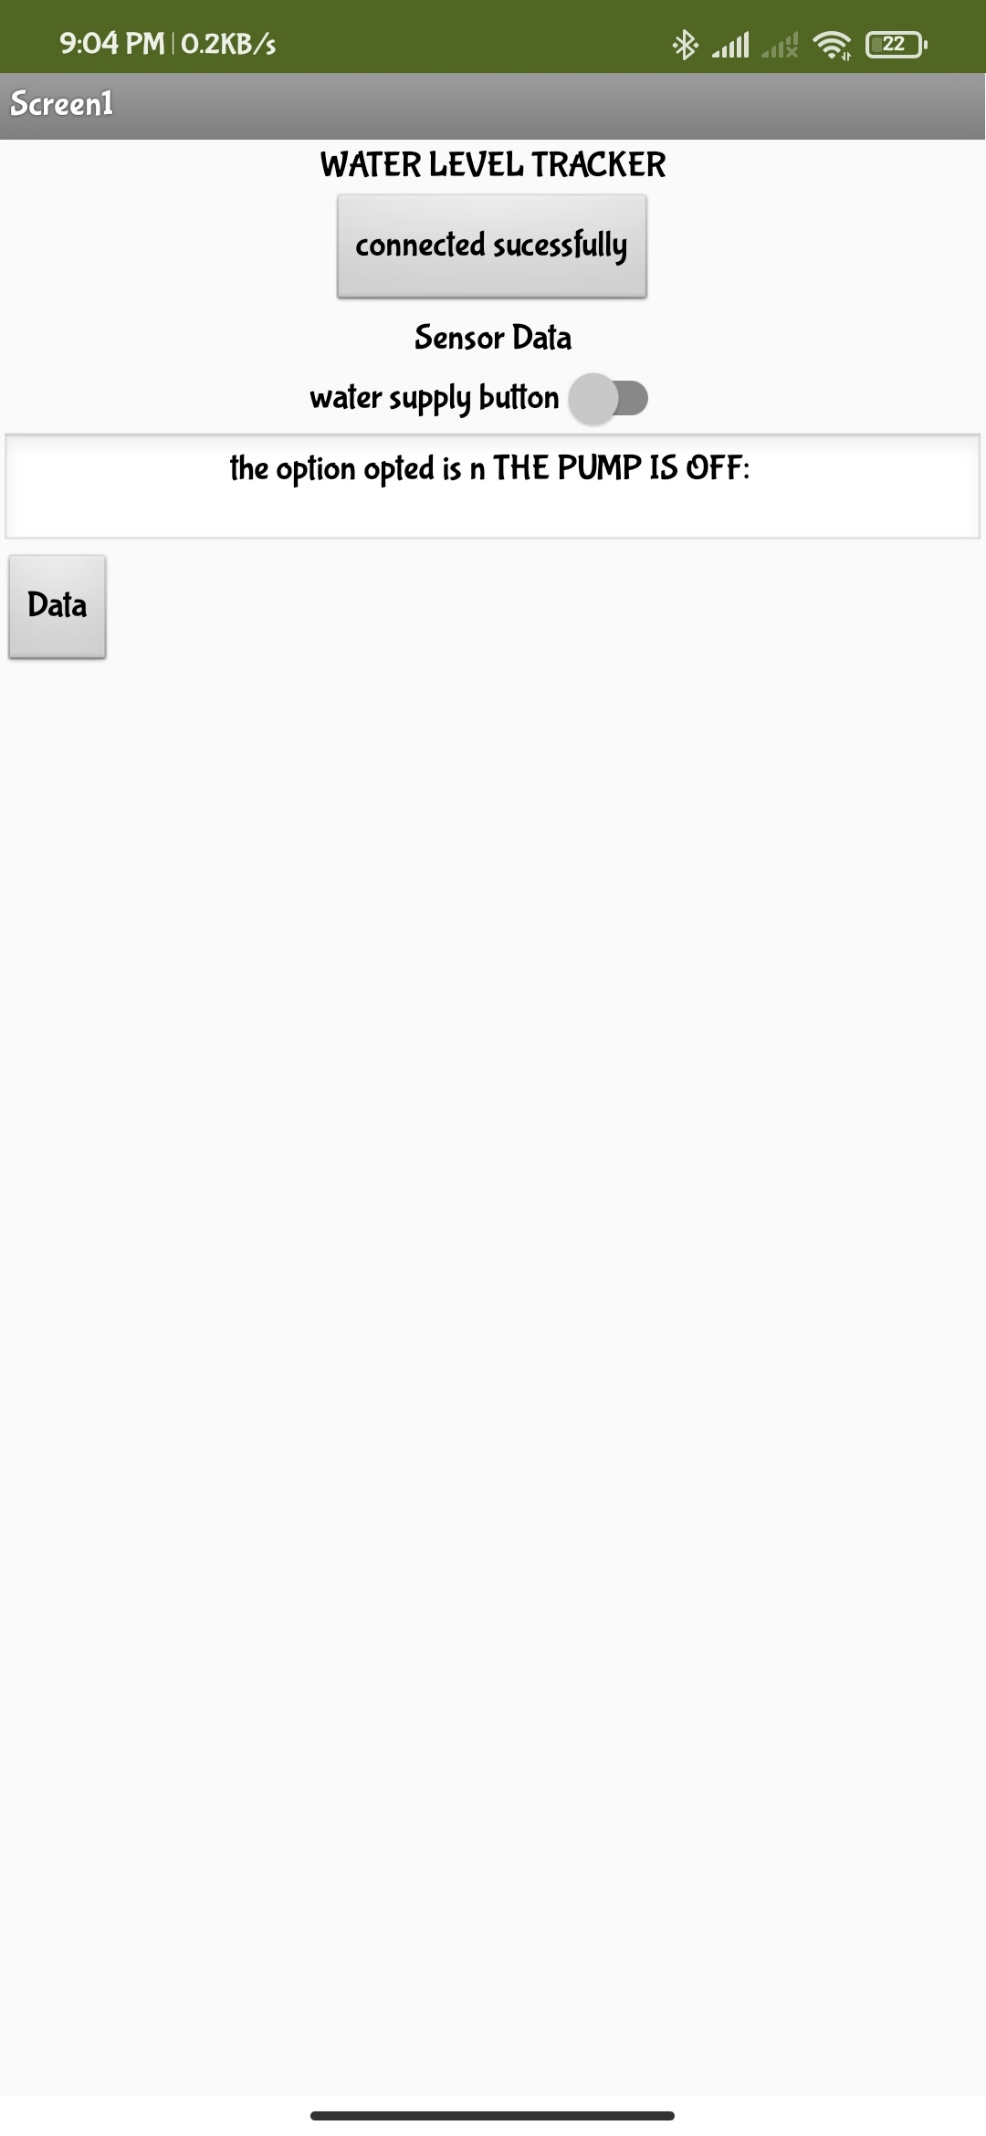 9:04 PM | 0.2KB/s 22
Screen1
WATER LEVEL TRACKER
connected sucessfully
Sensor Data
water supply button
the option opted is n THE PUMP IS OFF:
Data